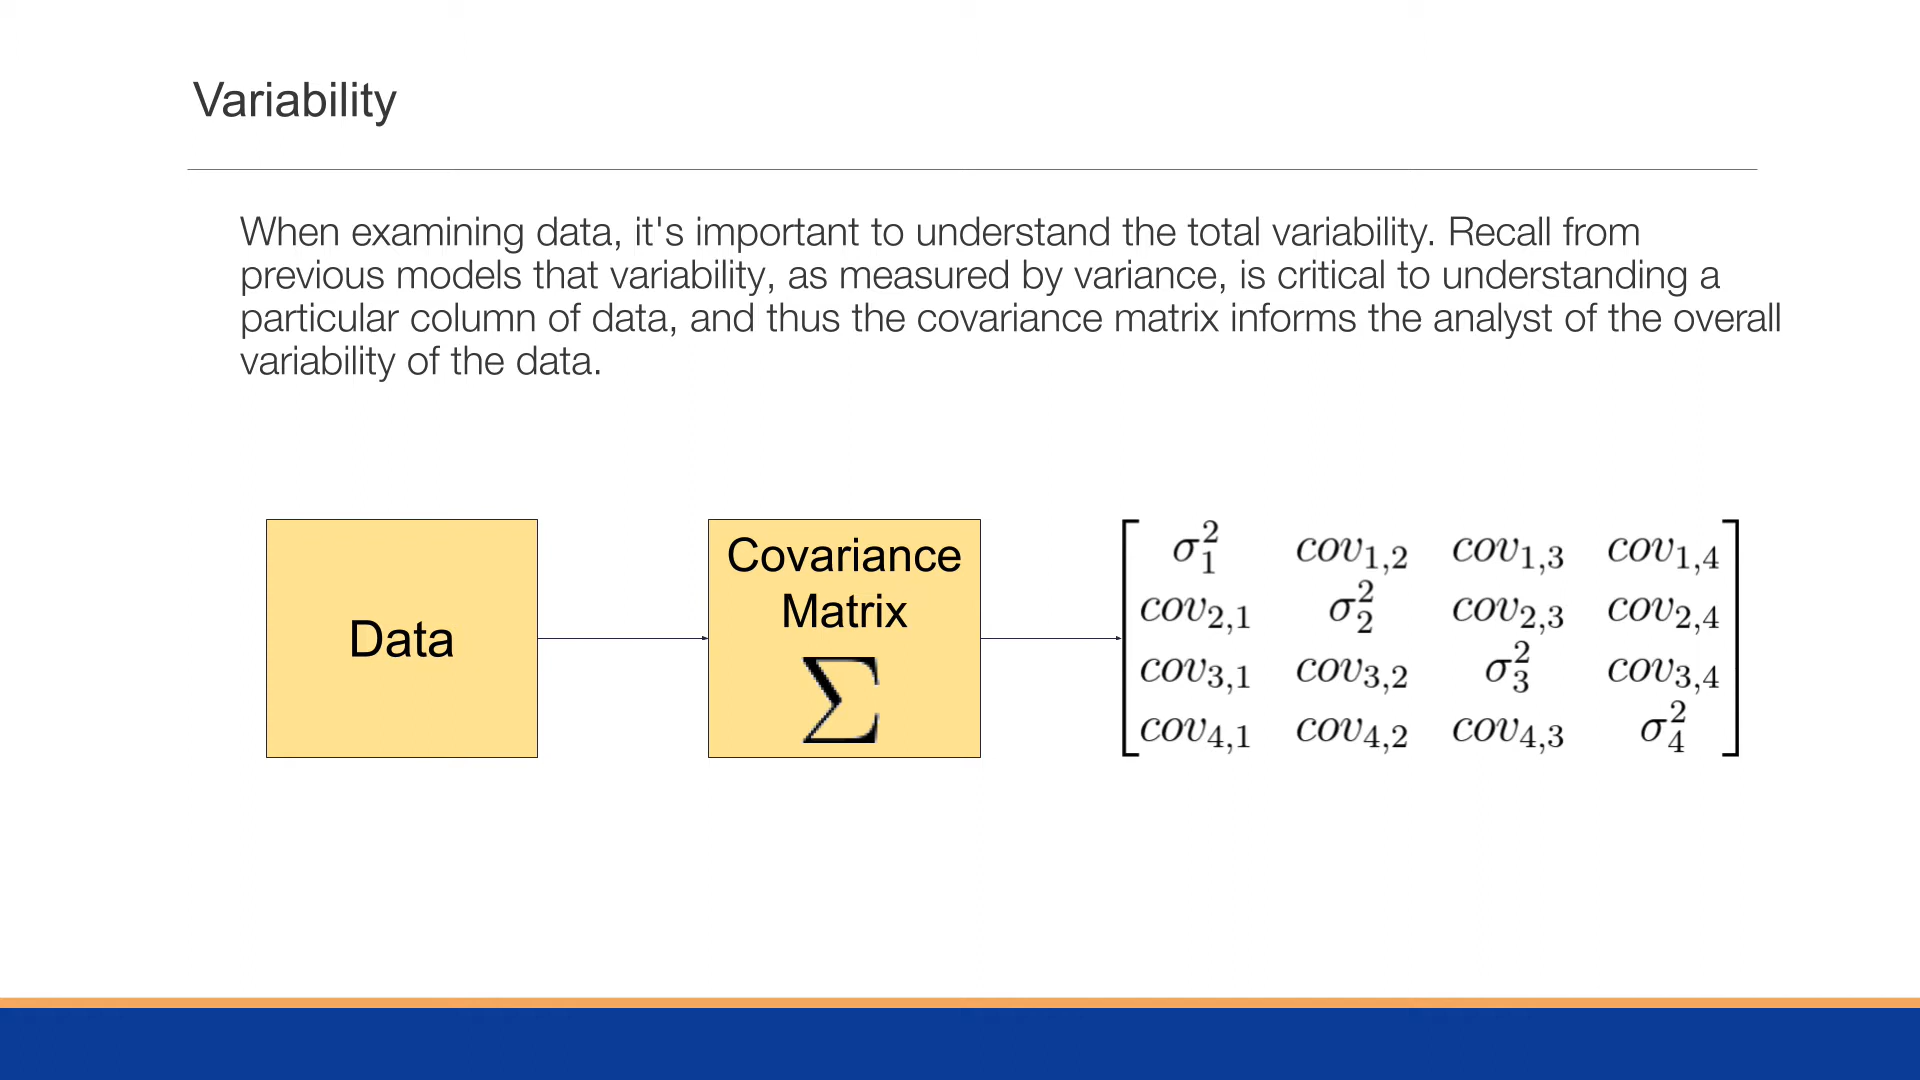 Variability
When examining data, it's important to understand the total variability. Recall from
previous models that variability, as measured by variance, is critical to understanding a
particular column of data, and thus the covariance matrix informs the analyst of the overall
variability of the data.
Data
Covariance
Matrix
Σ
σ₁² cov₁,₂ cov₁,₃ cov₁,₄
cov₂,₁ σ₂² cov₂,₃ cov₂,₄
cov₃,₁ cov₃,₂ σ₃² cov₃,₄
cov₄,₁ cov₄,₂ cov₄,₃ σ₄²